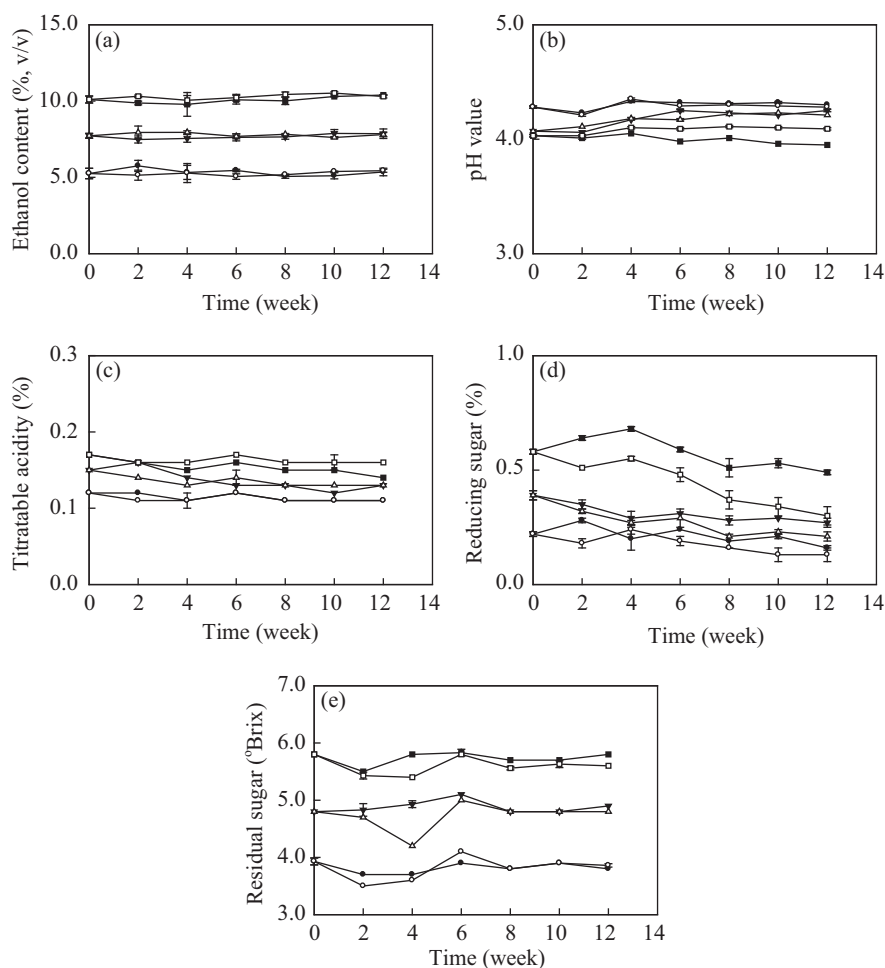 15.0
10.0
5.0
0.0
Ethanol content (%, v/v)
(a)
0 2 4 6 8 10 12 14
Time (week)
5.0
4.0
3.0
pH value
(b)
0 2 4 6 8 10 12 14
Time (week)
0.3
0.2
0.1
0.0
Titratable acidity (%)
(c)
0 2 4 6 8 10 12 14
Time (week)
1.0
0.5
0.0
Reducing sugar (%)
(d)
0 2 4 6 8 10 12 14
Time (week)
7.0
6.0
5.0
4.0
3.0
Residual sugar (°Brix)
(e)
0 2 4 6 8 10 12 14
Time (week)